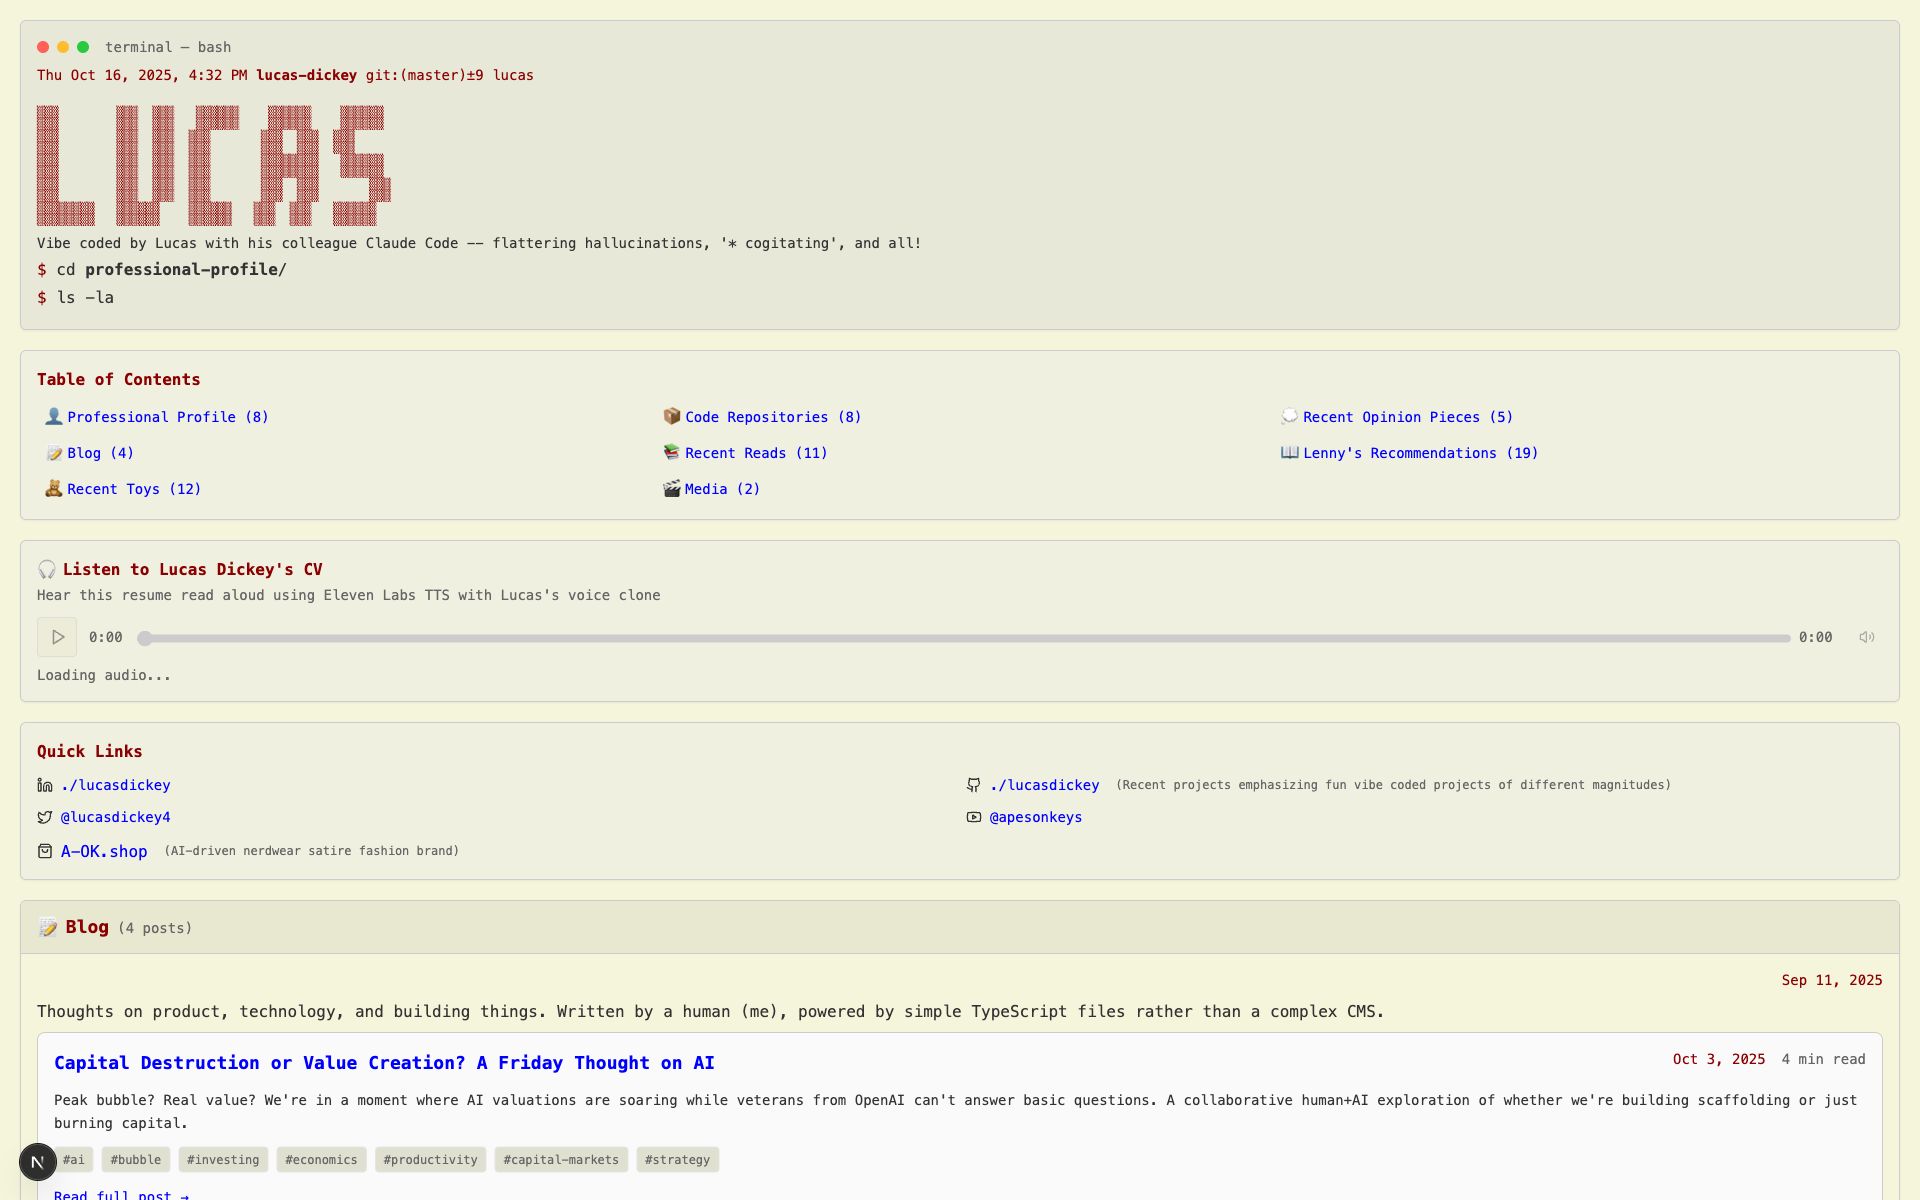 terminal — bash
Thu Oct 16, 2025, 4:32 PM lucas-dickey git:(master)±9 lucas
LUCAS
Vibe coded by Lucas with his colleague Claude Code -- flattering hallucinations, '* cogitating', and all!
$ cd professional-profile/
$ ls -la
Table of Contents
Professional Profile (8)
Code Repositories (8)
Recent Opinion Pieces (5)
Blog (4)
Recent Reads (11)
Lenny's Recommendations (19)
Recent Toys (12)
Media (2)
Listen to Lucas Dickey's CV
Hear this resume read aloud using Eleven Labs TTS with Lucas's voice clone
0:00
0:00
Loading audio...
Quick Links
./lucasdickey
./lucasdickey (Recent projects emphasizing fun vibe coded projects of different magnitudes)
@lucasdickey4
@apesonkeys
A-OK.shop (AI-driven nerdwear satire fashion brand)
Blog (4 posts)
Sep 11, 2025
Thoughts on product, technology, and building things. Written by a human (me), powered by simple TypeScript files rather than a complex CMS.
Capital Destruction or Value Creation? A Friday Thought on AI
Oct 3, 2025 4 min read
Peak bubble? Real value? We're in a moment where AI valuations are soaring while veterans from OpenAI can't answer basic questions. A collaborative human+AI exploration of whether we're building scaffolding or just
burning capital.
N
#ai #bubble #investing #economics #productivity #capital-markets #strategy
Read full post →